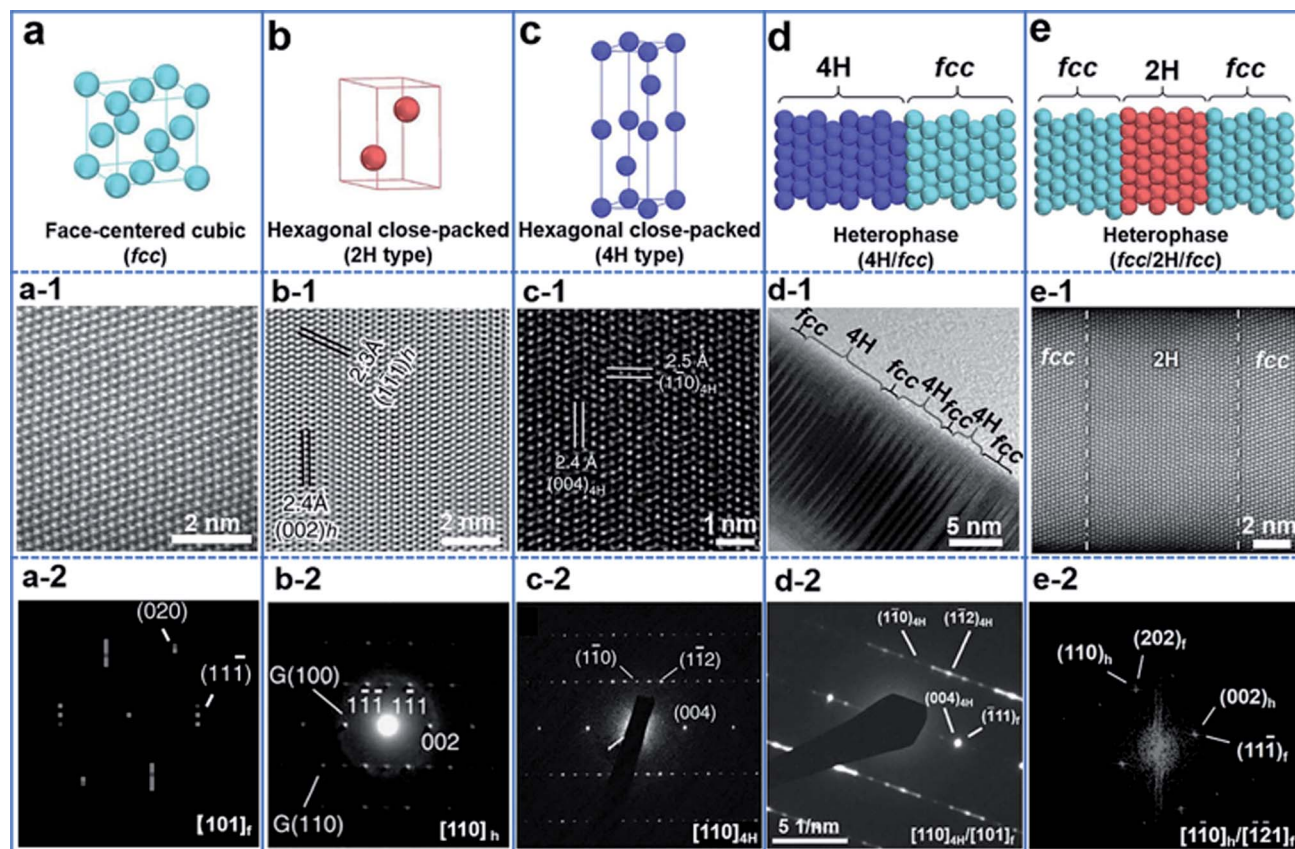 a
Face-centered cubic
(fcc)
b
Hexagonal close-packed
(2H type)
c
Hexagonal close-packed
(4H type)
d
4H fcc
Heterophase
(4H/fcc)
e
fcc 2H fcc
Heterophase
(fcc/2H/fcc)
a-1
2 nm
b-1
2.3Å
(1̄11)h
2.4Å
(002)h
2 nm
c-1
2.5 Å
(11̄0)4H
2.4 Å
(004)4H
1 nm
d-1
fcc
4H
fcc
4H
fcc
4H
fcc
5 nm
e-1
fcc 2H fcc
2 nm
a-2
(020)
(111̄)
[101]f
b-2
G(100)
1̄11̄ 11̄1
002
G(110)
[110]h
c-2
(11̄0) (11̄2)
(004)
[110]4H
d-2
(11̄0)4H (11̄2)4H
(004)4H (1̄11)f
5 1/nm
[110]4H/[101]f
e-2
(110)h (202)f
(002)h
(111̄)f
[11̄0]h/[1̄2̄1]f